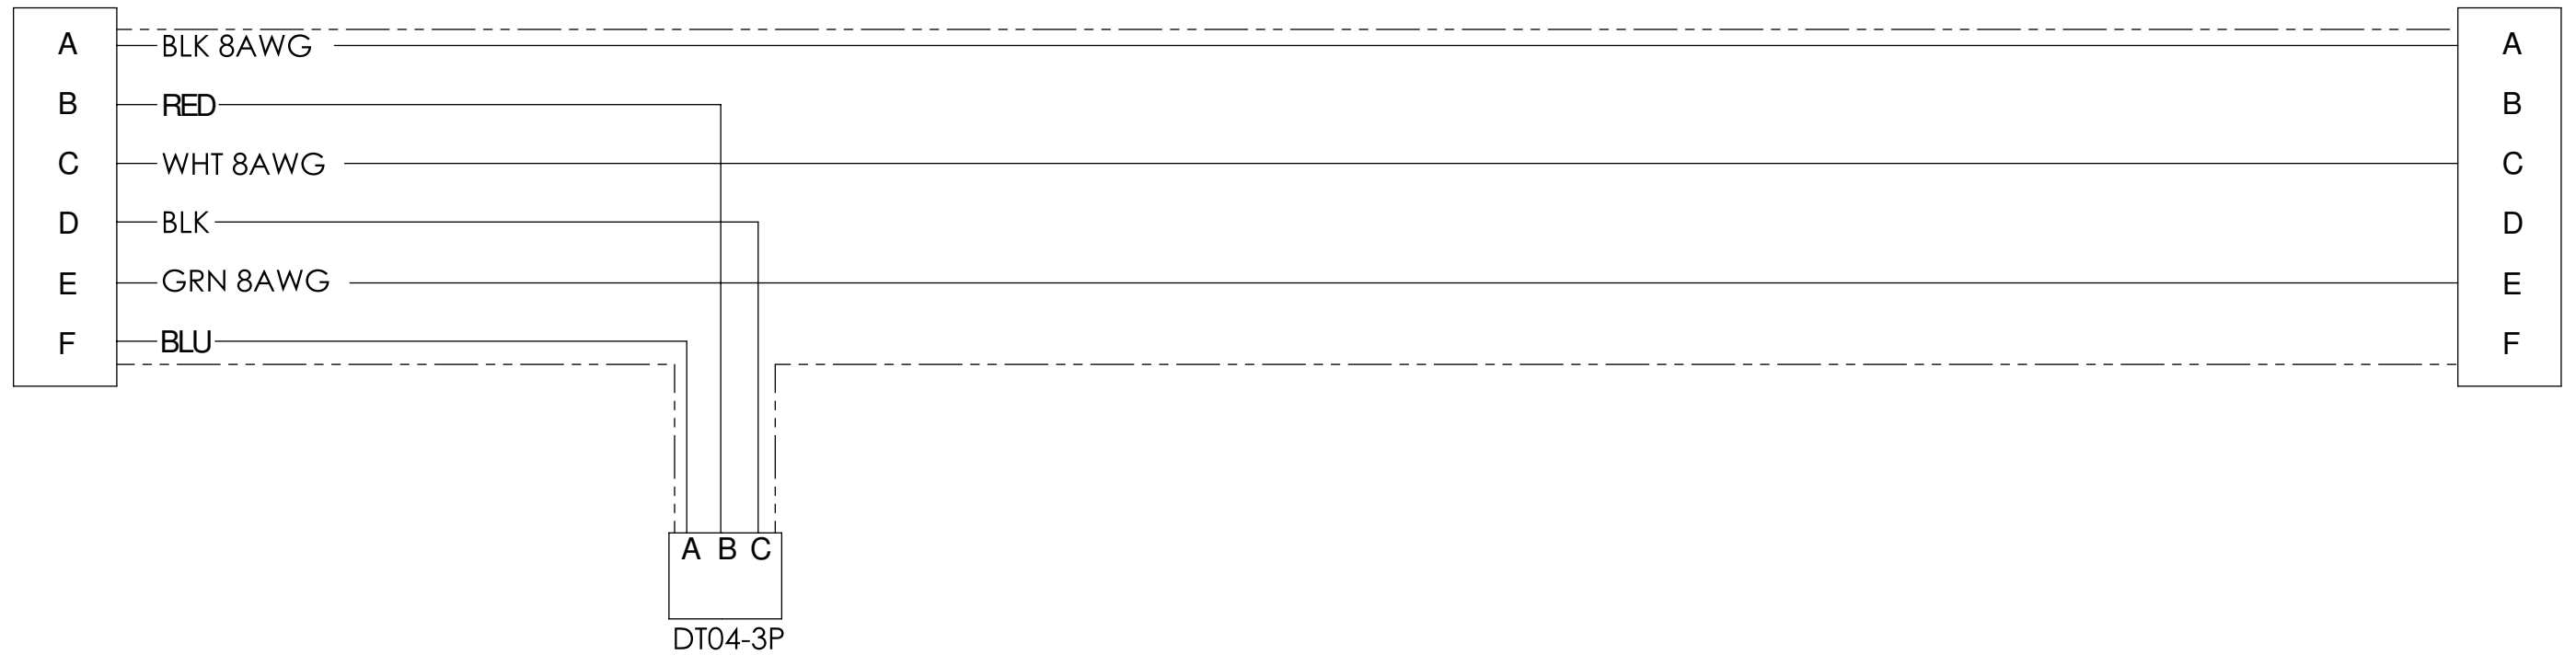 A BLK 8AWG A
B RED B
C WHT 8AWG C
D BLK D
E GRN 8AWG E
F BLU F
A B C
DT04-3P